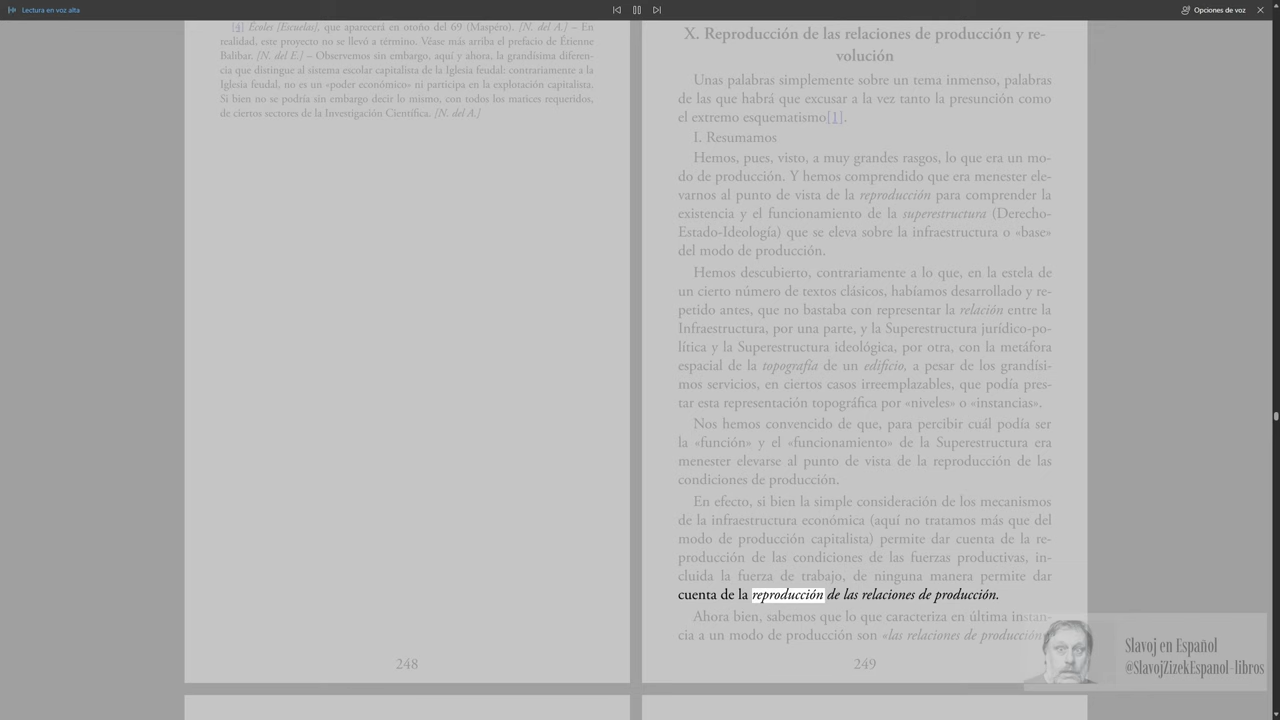 Lectura en voz alta
Opciones de voz
[4] Écoles [Escuelas], que aparecerá en otoño del 69 (Maspéro). [N. del A.] – En
realidad, este proyecto no se llevó a término. Véase más arriba el prefacio de Étienne
Balibar. [N. del E.] – Observemos sin embargo, aquí y ahora, la grandísima diferen-
cia que distingue al sistema escolar capitalista de la Iglesia feudal: contrariamente a la
Iglesia feudal, no es un «poder económico» ni participa en la explotación capitalista.
Si bien no se podría sin embargo decir lo mismo, con todos los matices requeridos,
de ciertos sectores de la Investigación Científica. [N. del A.]
248
X. Reproducción de las relaciones de producción y re-
volución
Unas palabras simplemente sobre un tema inmenso, palabras
de las que habrá que excusar a la vez tanto la presunción como
el extremo esquematismo[1].
I. Resumamos
Hemos, pues, visto, a muy grandes rasgos, lo que era un mo-
do de producción. Y hemos comprendido que era menester ele-
varnos al punto de vista de la reproducción para comprender la
existencia y el funcionamiento de la superestructura (Derecho-
Estado-Ideología) que se eleva sobre la infraestructura o «base»
del modo de producción.
Hemos descubierto, contrariamente a lo que, en la estela de
un cierto número de textos clásicos, habíamos desarrollado y re-
petido antes, que no bastaba con representar la relación entre la
Infraestructura, por una parte, y la Superestructura jurídico-po-
lítica y la Superestructura ideológica, por otra, con la metáfora
espacial de la topografía de un edificio, a pesar de los grandísi-
mos servicios, en ciertos casos irreemplazables, que podía pres-
tar esta representación topográfica por «niveles» o «instancias».
Nos hemos convencido de que, para percibir cuál podía ser
la «función» y el «funcionamiento» de la Superestructura era
menester elevarse al punto de vista de la reproducción de las
condiciones de producción.
En efecto, si bien la simple consideración de los mecanismos
de la infraestructura económica (aquí no tratamos más que del
modo de producción capitalista) permite dar cuenta de la re-
producción de las condiciones de las fuerzas productivas, in-
cluida la fuerza de trabajo, de ninguna manera permite dar
cuenta de la reproducción de las relaciones de producción.
Ahora bien, sabemos que lo que caracteriza en última instan-
cia a un modo de producción son «las relaciones de producción
249
Slavoj en Español
@SlavojZizekEspanol-libros